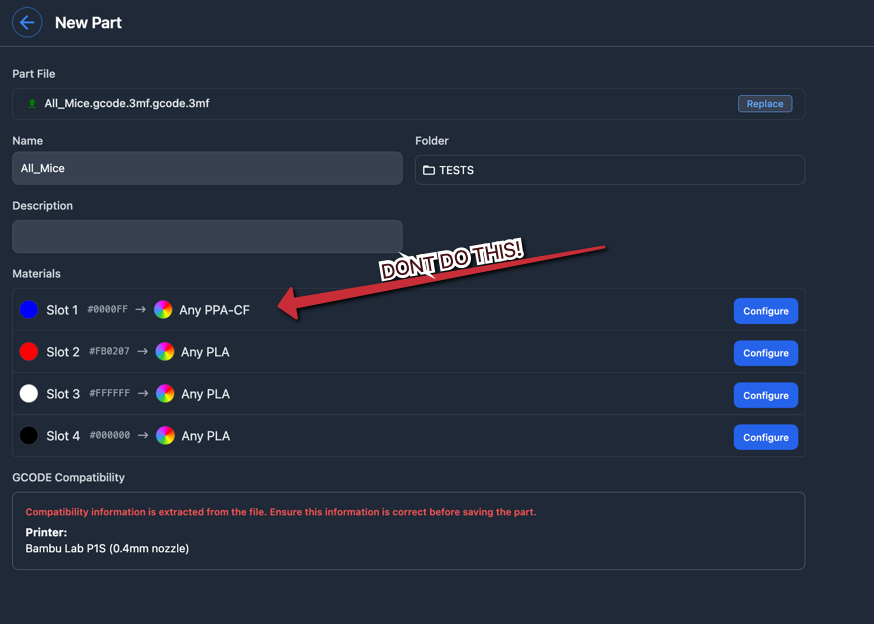 New Part
Part File
All_Mice.gcode.3mf.gcode.3mf
Replace
Name
Folder
All_Mice
TESTS
Description
DONT DO THIS!
Materials
Slot 1 #0000FF → Any PPA-CF
Configure
Slot 2 #FB0207 → Any PLA
Configure
Slot 3 #FFFFFF → Any PLA
Configure
Slot 4 #000000 → Any PLA
Configure
GCODE Compatibility
Compatibility information is extracted from the file. Ensure this information is correct before saving the part.
Printer:
Bambu Lab P1S (0.4mm nozzle)